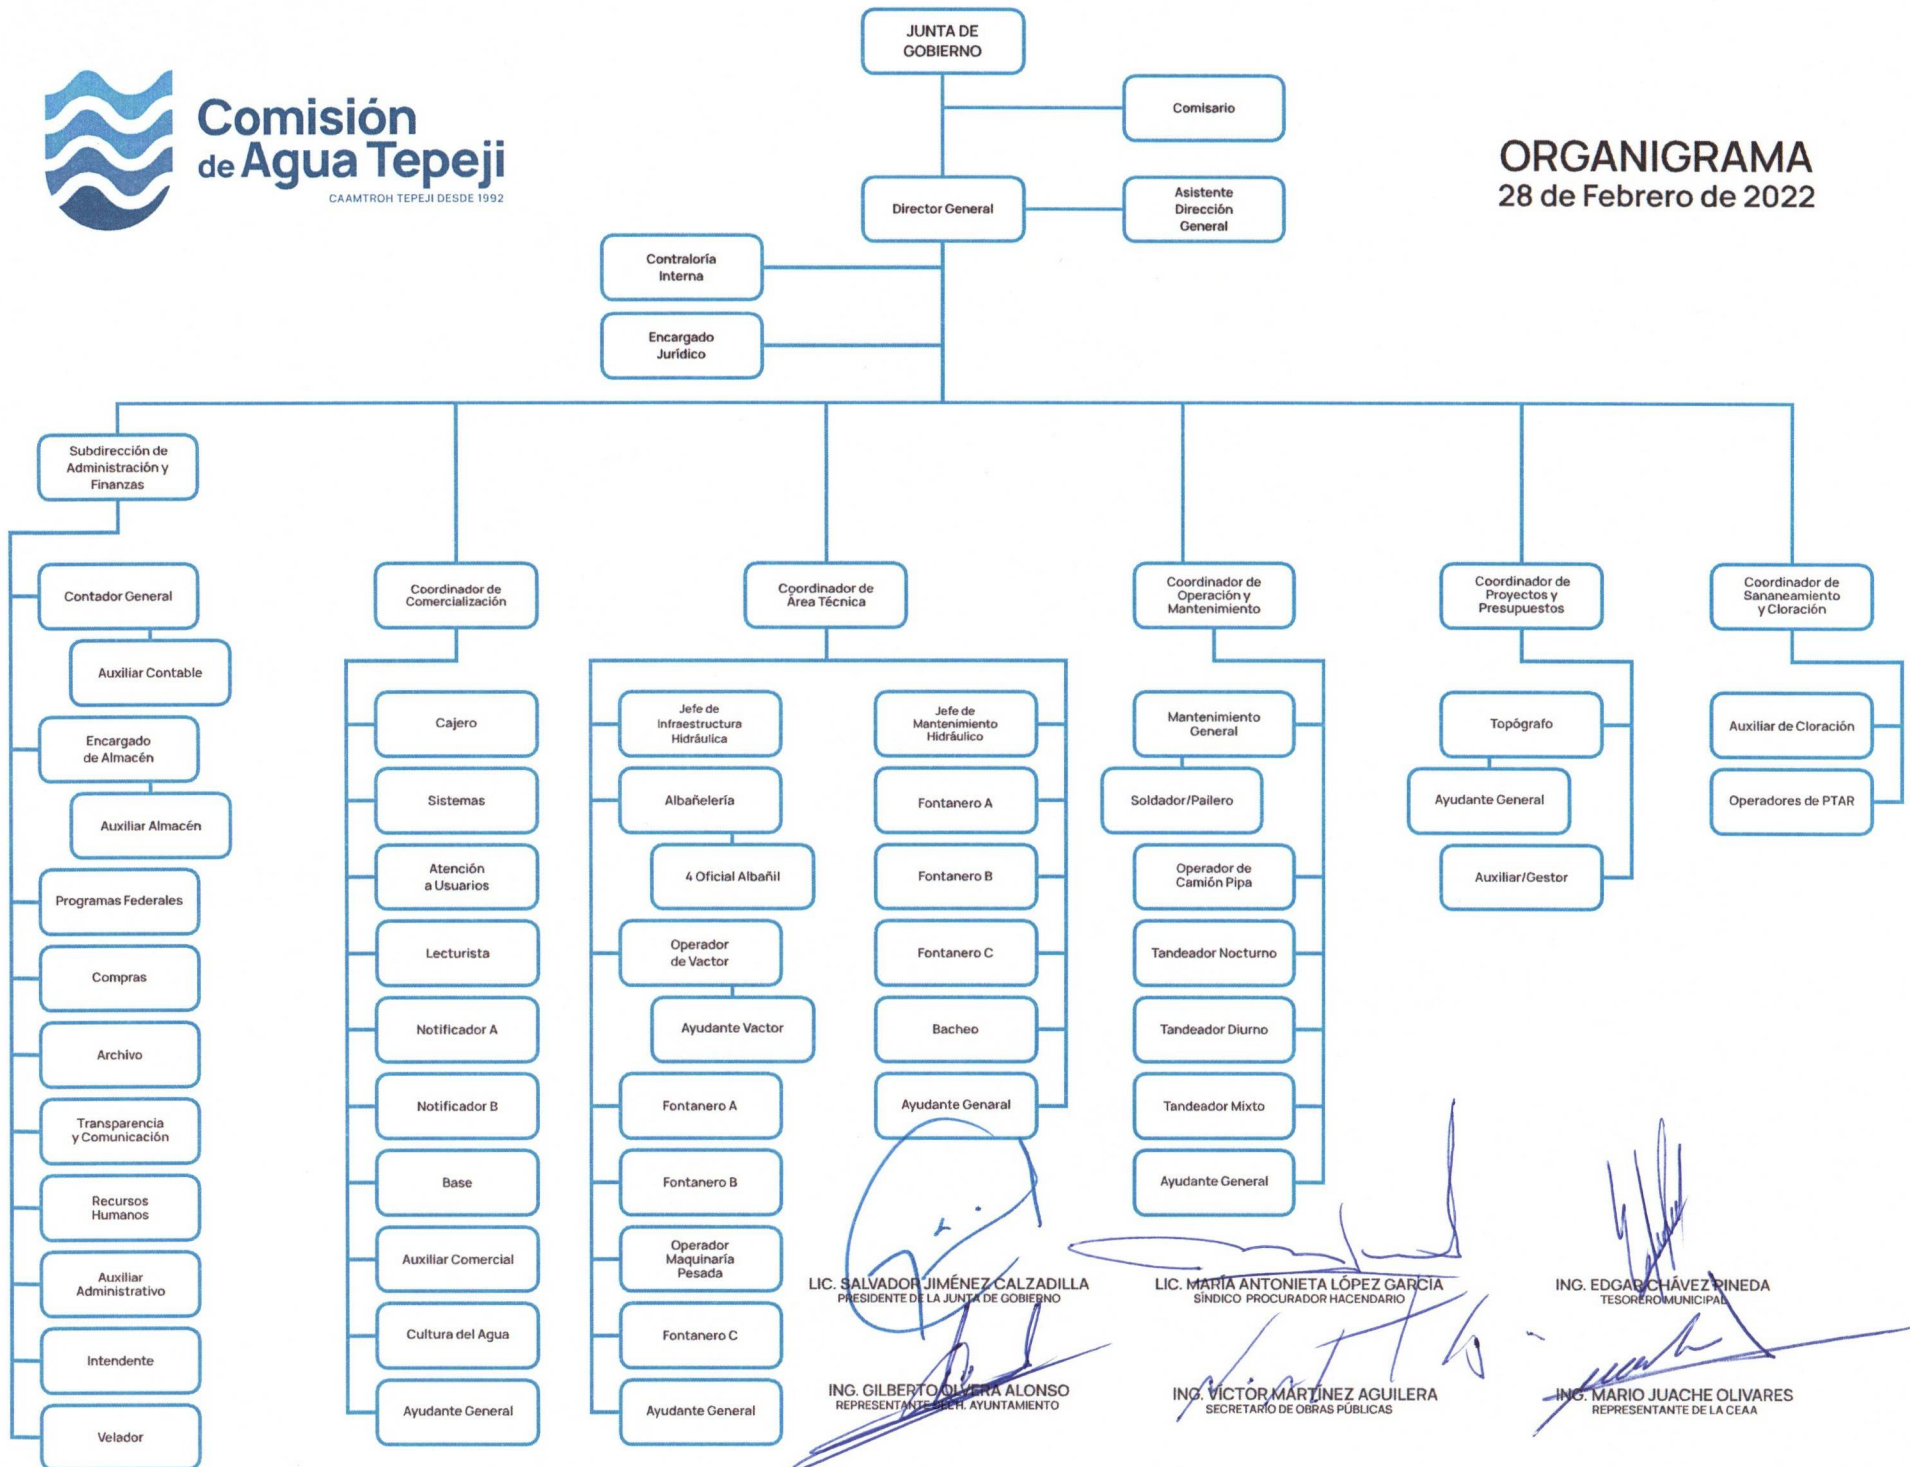 JUNTA DE
GOBIERNO
Comisario
Comisión
de Agua Tepeji
CAAMTROH TEPEJI DESDE 1992
ORGANIGRAMA
28 de Febrero de 2022
Director General
Asistente
Dirección
General
Contraloría
Interna
Encargado
Jurídico
Subdirección de
Administración y
Finanzas
Contador General
Auxiliar Contable
Encargado
de Almacén
Auxiliar Almacén
Programas Federales
Compras
Archivo
Transparencia
y Comunicación
Recursos
Humanos
Auxiliar
Administrativo
Intendente
Velador
Coordinador de
Comercialización
Cajero
Sistemas
Atención
a Usuarios
Lecturista
Notificador A
Notificador B
Base
Auxiliar Comercial
Cultura del Agua
Ayudante General
Coordinador de
Área Técnica
Jefe de
Infraestructura
Hidráulica
Albañelería
4 Oficial Albañil
Operador
de Vactor
Ayudante Vactor
Fontanero A
Fontanero B
Operador
Maquinaría
Pesada
Fontanero C
Ayudante General
Jefe de
Mantenimiento
Hidráulico
Fontanero A
Fontanero B
Fontanero C
Bacheo
Ayudante Genaral
Coordinador de
Operación y
Mantenimiento
Mantenimiento
General
Soldador/Pailero
Operador de
Camión Pipa
Tandeador Nocturno
Tandeador Diurno
Tandeador Mixto
Ayudante General
Coordinador de
Proyectos y
Presupuestos
Topógrafo
Ayudante General
Auxiliar/Gestor
Coordinador de
Sananeamiento
y Cloración
Auxiliar de Cloración
Operadores de PTAR
LIC. SALVADOR JIMÉNEZ CALZADILLA
PRESIDENTE DE LA JUNTA DE GOBIERNO
LIC. MARÍA ANTONIETA LÓPEZ GARCÍA
SÍNDICO PROCURADOR HACENDARIO
ING. EDGAR CHÁVEZ PINEDA
TESORERO MUNICIPAL
ING. GILBERTO OLVERA ALONSO
REPRESENTANTE DEL H. AYUNTAMIENTO
ING. VÍCTOR MARTÍNEZ AGUILERA
SECRETARIO DE OBRAS PÚBLICAS
ING. MARIO JUACHE OLIVARES
REPRESENTANTE DE LA CEAA